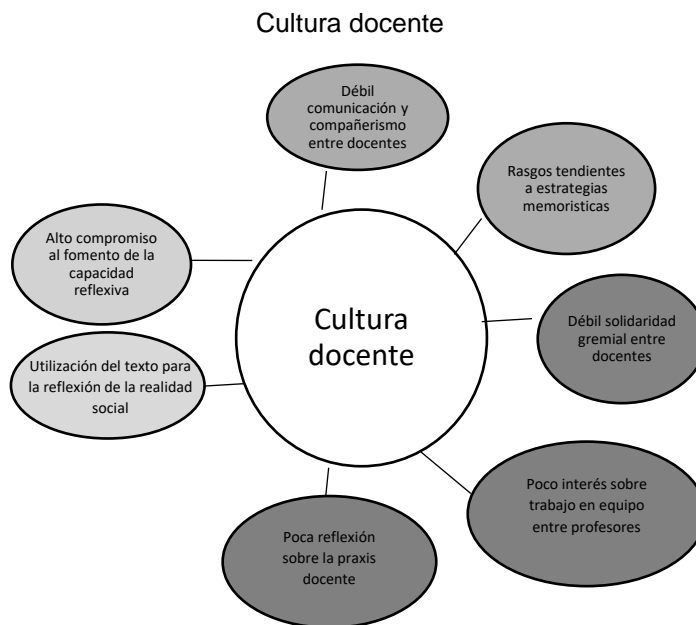 Cultura docente
Débil
comunicación y
compañerismo
entre docentes
Rasgos tendientes
a estrategias
memoristicas
Alto compromiso
al fomento de la
capacidad
reflexiva
Cultura
docente
Débil solidaridad
gremial entre
docentes
Utilización del texto para
la reflexión de la realidad
social
Poco interés sobre
trabajo en equipo
entre profesores
Poca reflexión
sobre la praxis
docente